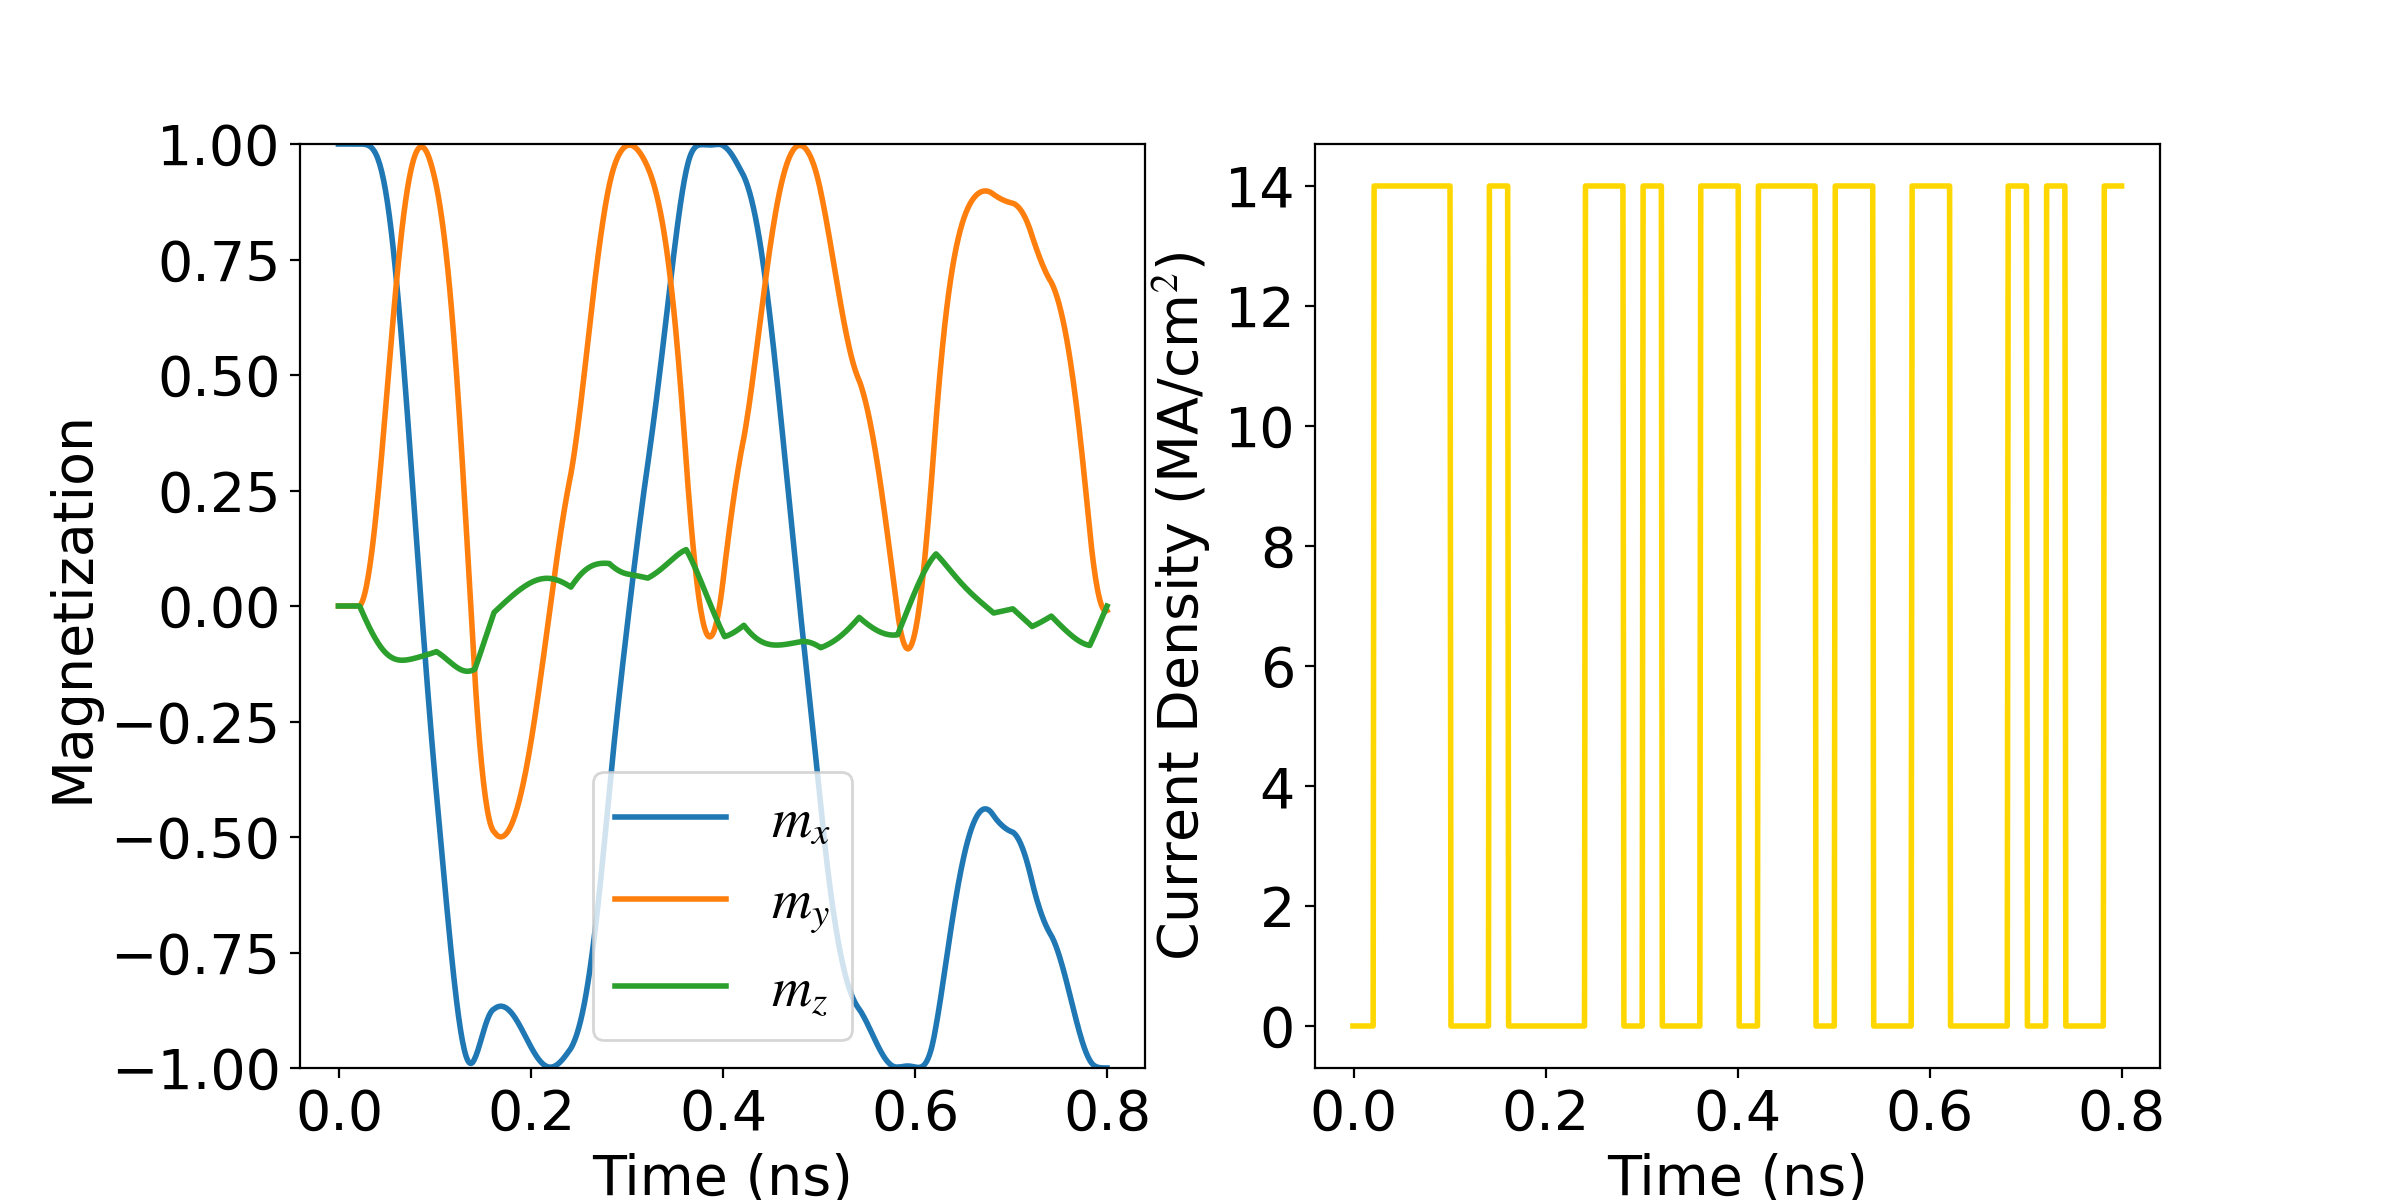 1.00
0.75
0.50
0.25
0.00
−0.25
−0.50
−0.75
−1.00
Magnetization
0.0 0.2 0.4 0.6 0.8
Time (ns)
m_x
m_y
m_z
14
12
10
8
6
4
2
0
Current Density (MA/cm²)
0.0 0.2 0.4 0.6 0.8
Time (ns)